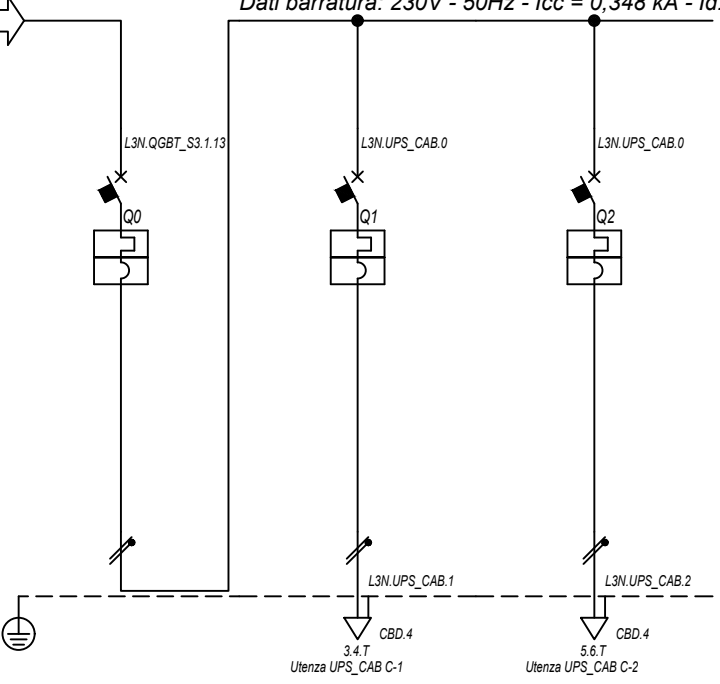 Dati barratura: 230V - 50Hz - Icc = 0,348 kA -
L3N.QGBT_S3.1.13
L3N.UPS_CAB.0
L3N.UPS_CAB.0
Q0
Q1
Q2
L3N.UPS_CAB.1
L3N.UPS_CAB.2
CBD.4
CBD.4
3.4.T
5.6.T
Utenza UPS_CAB C-1
Utenza UPS_CAB C-2